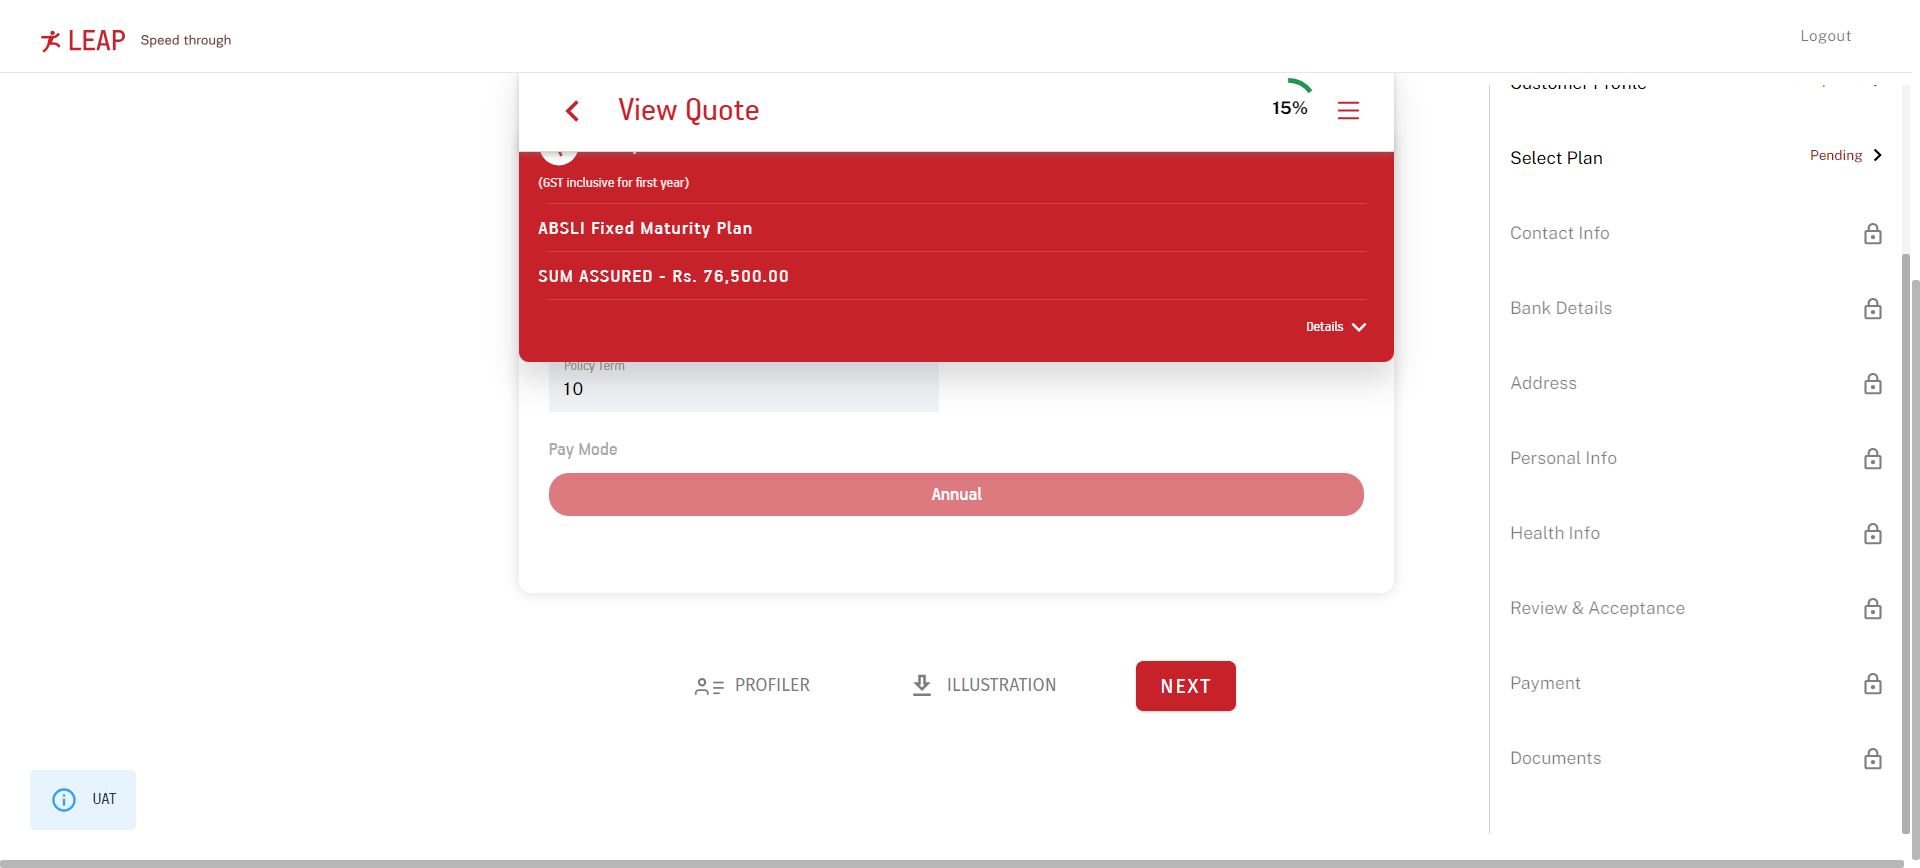 LEAP Speed through
Logout
View Quote
15%
(GST inclusive for first year)
ABSLI Fixed Maturity Plan
SUM ASSURED - Rs. 76,500.00
Details
Policy Term
10
Pay Mode
Annual
PROFILER
ILLUSTRATION
NEXT
UAT
Customer Profile
Select Plan
Pending
Contact Info
Bank Details
Address
Personal Info
Health Info
Review & Acceptance
Payment
Documents